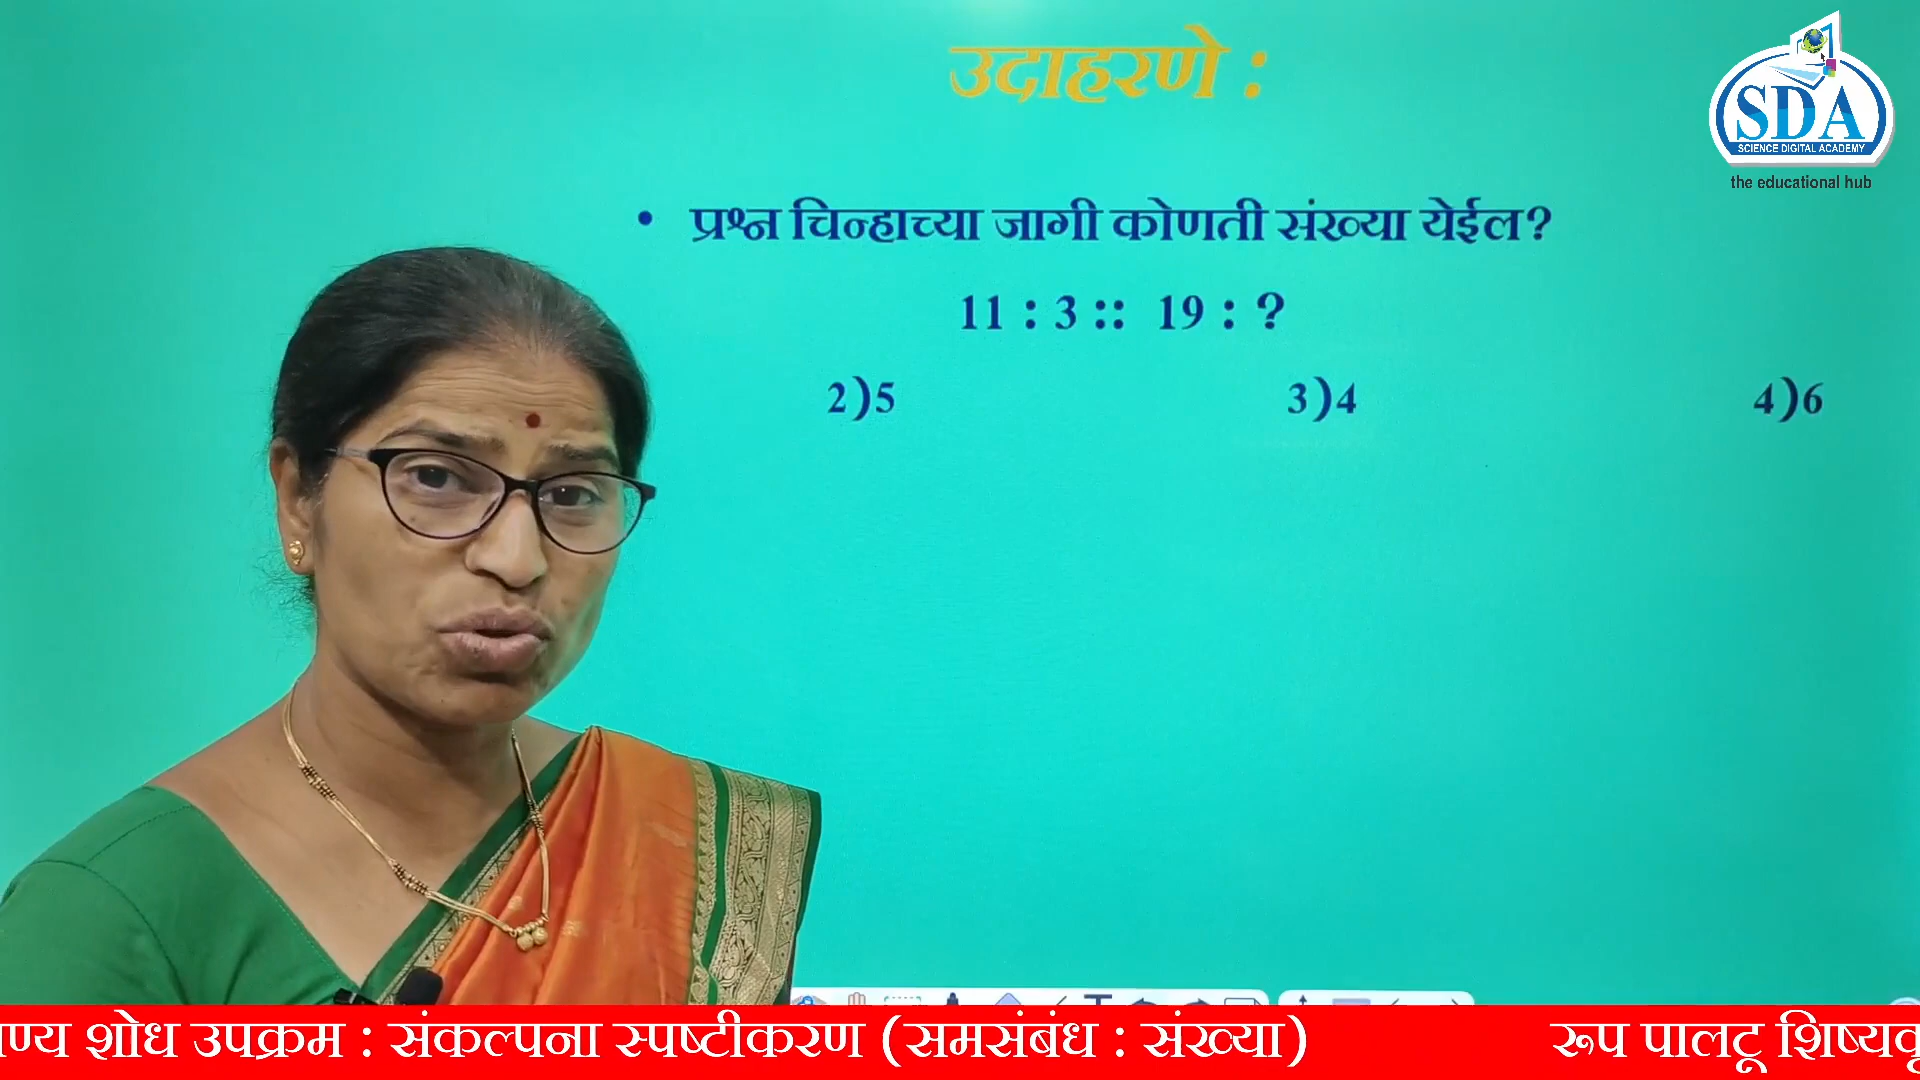 उदाहरणे :
SDA
SCIENCE DIGITAL ACADEMY
the educational hub
• प्रश्न चिन्हाच्या जागी कोणती संख्या येईल?
11 : 3 :: 19 : ?
2)5 3)4 4)6
शोध उपक्रम : संकल्पना स्पष्टीकरण (समसंबंध : संख्या) रुप पालटू